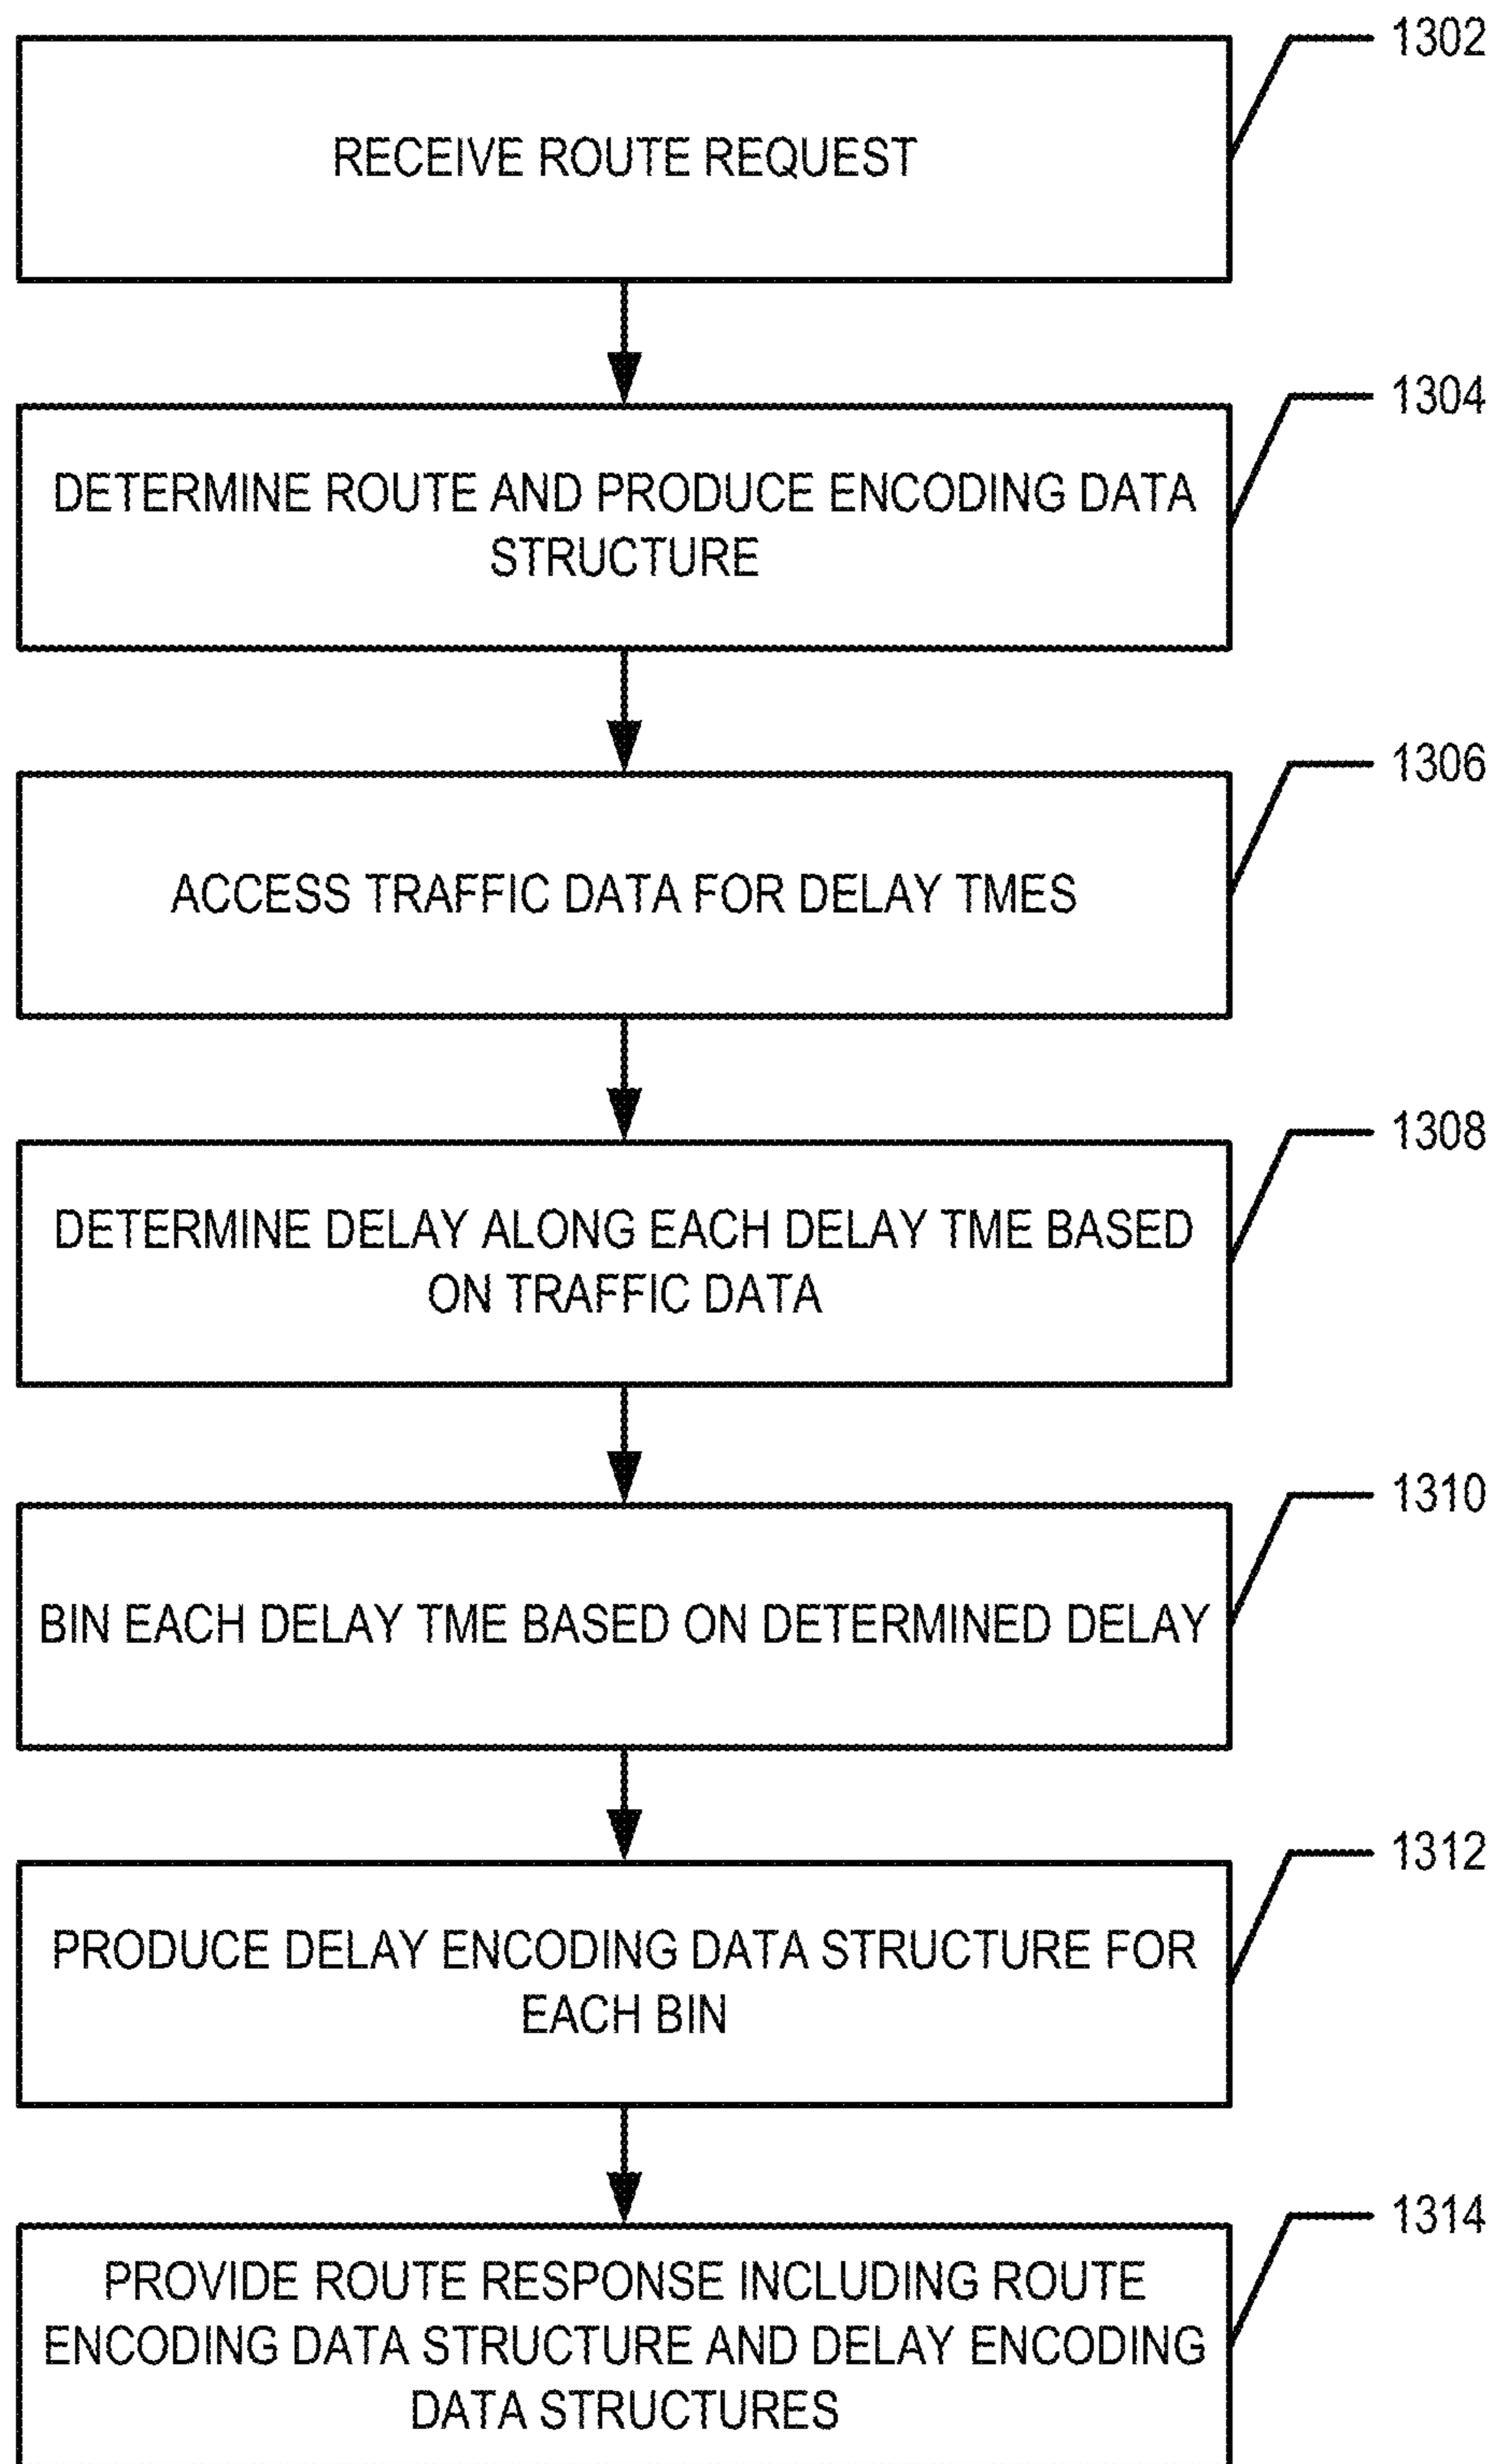 1302
RECEIVE ROUTE REQUEST
1304
DETERMINE ROUTE AND PRODUCE ENCODING DATA
STRUCTURE
1306
ACCESS TRAFFIC DATA FOR DELAY TMES
1308
DETERMINE DELAY ALONG EACH DELAY TME BASED
ON TRAFFIC DATA
1310
BIN EACH DELAY TME BASED ON DETERMINED DELAY
1312
PRODUCE DELAY ENCODING DATA STRUCTURE FOR
EACH BIN
1314
PROVIDE ROUTE RESPONSE INCLUDING ROUTE
ENCODING DATA STRUCTURE AND DELAY ENCODING
DATA STRUCTURES